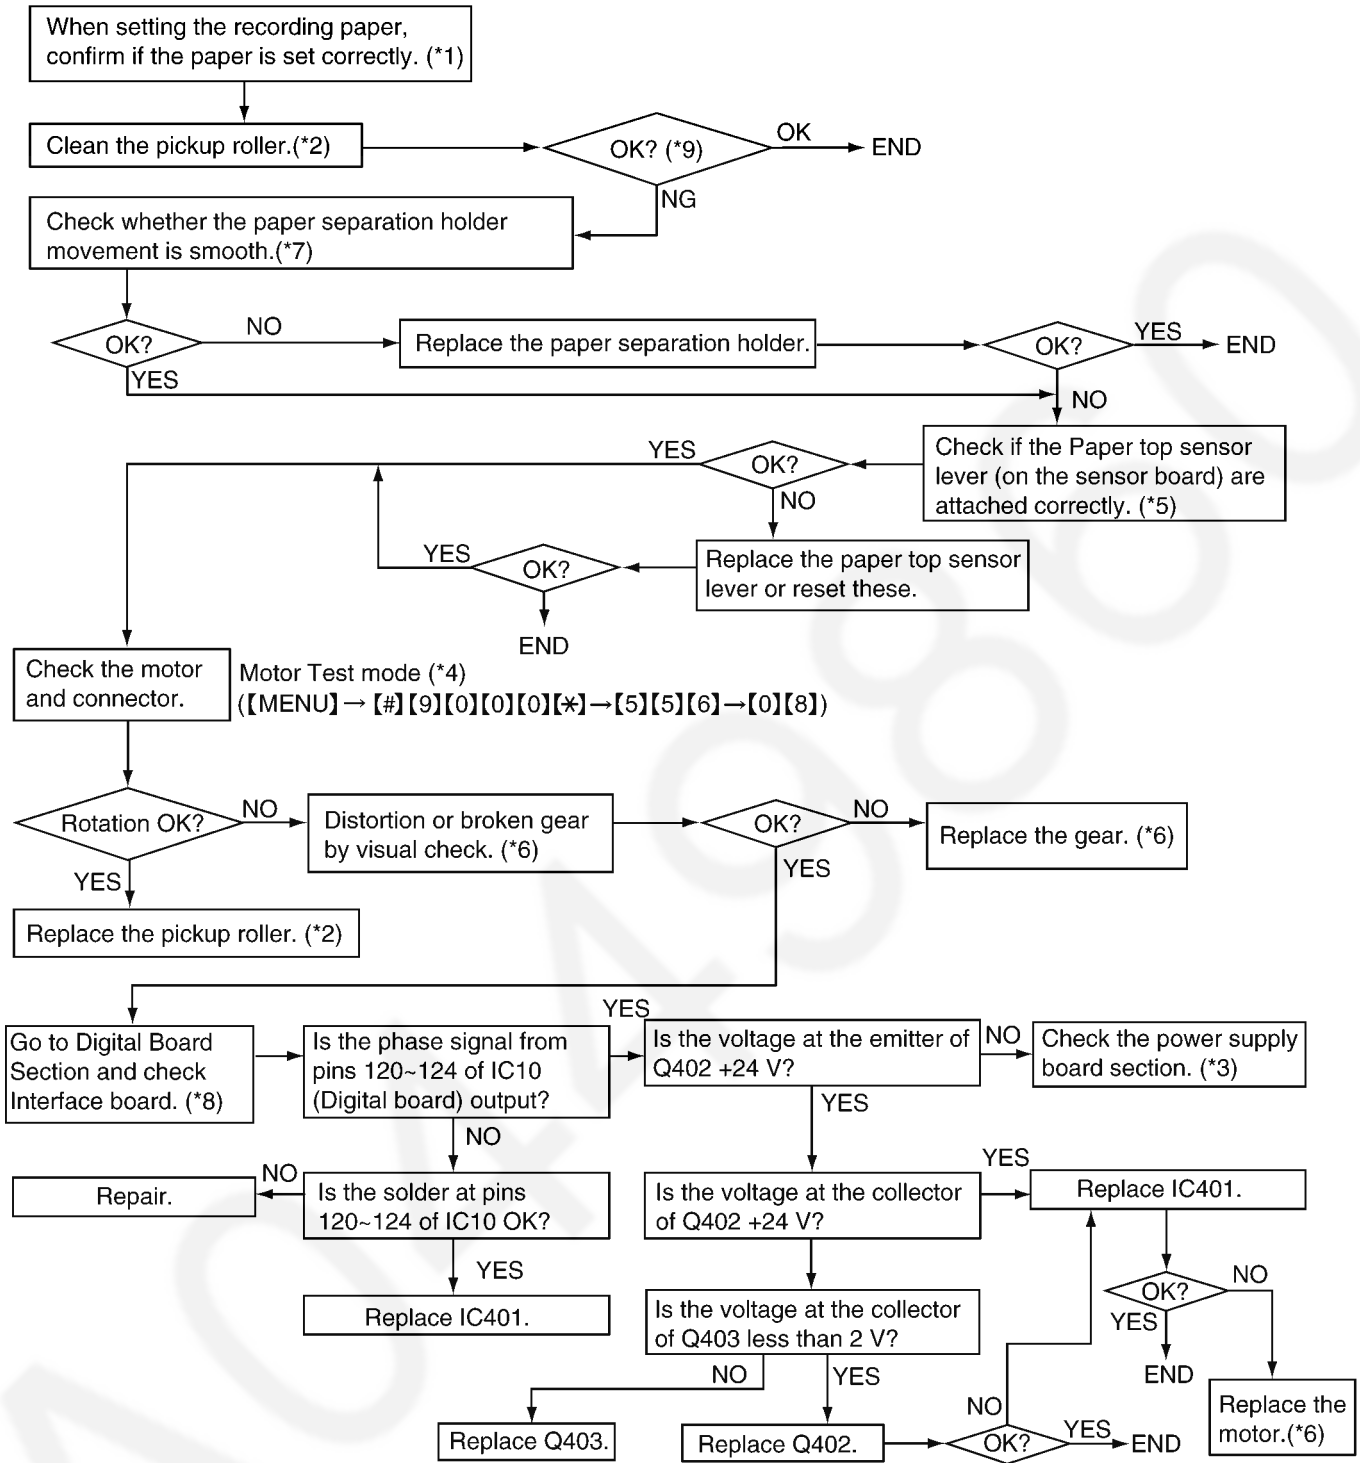 When setting the recording paper,
confirm if the paper is set correctly. (*1)
Clean the pickup roller.(*2)
OK? (*9)
OK
END
NG
Check whether the paper separation holder
movement is smooth.(*7)
OK?
NO
Replace the paper separation holder.
OK?
YES
END
YES
NO
Check if the Paper top sensor
lever (on the sensor board) are
attached correctly. (*5)
YES
OK?
NO
Replace the paper top sensor
lever or reset these.
YES
OK?
END
Check the motor
and connector.
Motor Test mode (*4)
(【MENU】→【#】【9】【0】【0】【0】【*】→【5】【5】【6】→【0】【8】)
Rotation OK?
NO
Distortion or broken gear
by visual check. (*6)
OK?
NO
Replace the gear. (*6)
YES
YES
Replace the pickup roller. (*2)
Go to Digital Board
Section and check
Interface board. (*8)
Is the phase signal from
pins 120~124 of IC10
(Digital board) output?
YES
Is the voltage at the emitter of
Q402 +24 V?
NO
Check the power supply
board section. (*3)
YES
NO
Repair.
NO
Is the solder at pins
120~124 of IC10 OK?
Is the voltage at the collector
of Q402 +24 V?
YES
Replace IC401.
YES
Replace IC401.
Is the voltage at the collector
of Q403 less than 2 V?
OK?
NO
YES
END
NO
YES
Replace the
motor.(*6)
Replace Q403.
Replace Q402.
NO
OK?
YES
END
40449860